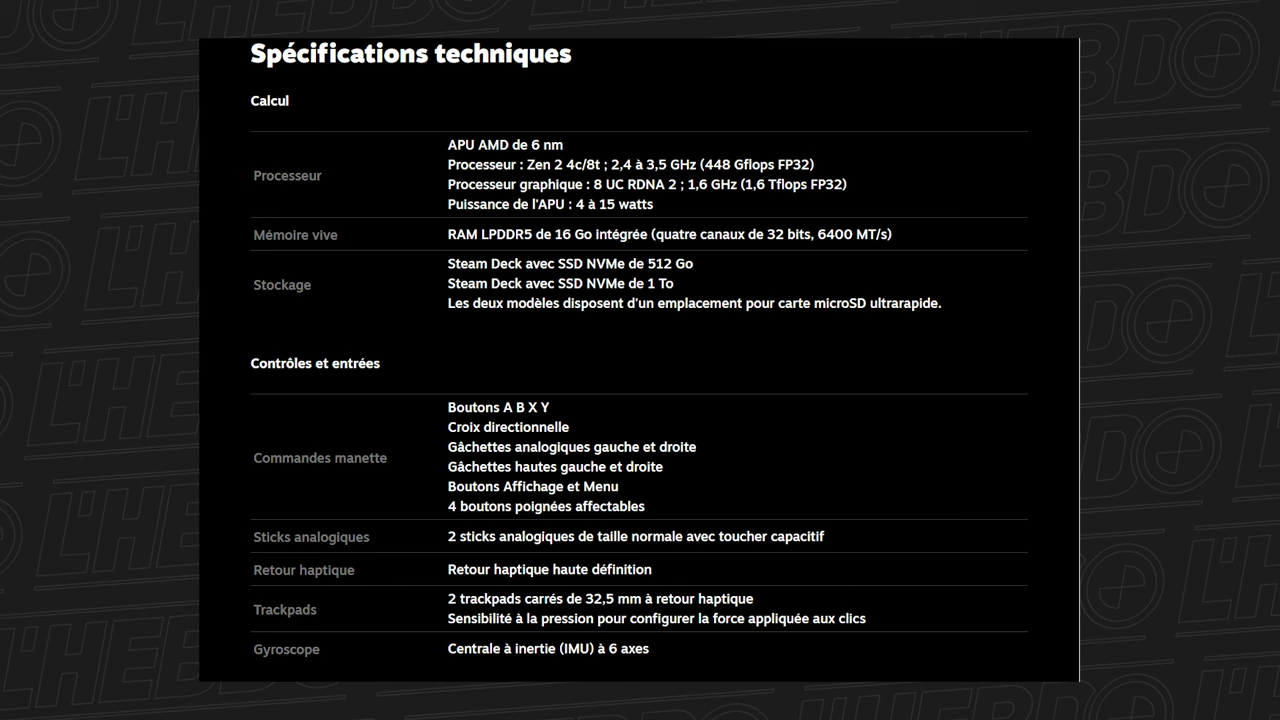 Spécifications techniques
Calcul
Processeur
APU AMD de 6 nm
Processeur : Zen 2 4c/8t ; 2,4 à 3,5 GHz (448 Gflops FP32)
Processeur graphique : 8 UC RDNA 2 ; 1,6 GHz (1,6 Tflops FP32)
Puissance de l'APU : 4 à 15 watts
Mémoire vive
RAM LPDDR5 de 16 Go intégrée (quatre canaux de 32 bits, 6400 MT/s)
Stockage
Steam Deck avec SSD NVMe de 512 Go
Steam Deck avec SSD NVMe de 1 To
Les deux modèles disposent d'un emplacement pour carte microSD ultrarapide.
Contrôles et entrées
Commandes manette
Boutons A B X Y
Croix directionnelle
Gâchettes analogiques gauche et droite
Gâchettes hautes gauche et droite
Boutons Affichage et Menu
4 boutons poignées affectables
Sticks analogiques
2 sticks analogiques de taille normale avec toucher capacitif
Retour haptique
Retour haptique haute définition
Trackpads
2 trackpads carrés de 32,5 mm à retour haptique
Sensibilité à la pression pour configurer la force appliquée aux clics
Gyroscope
Centrale à inertie (IMU) à 6 axes